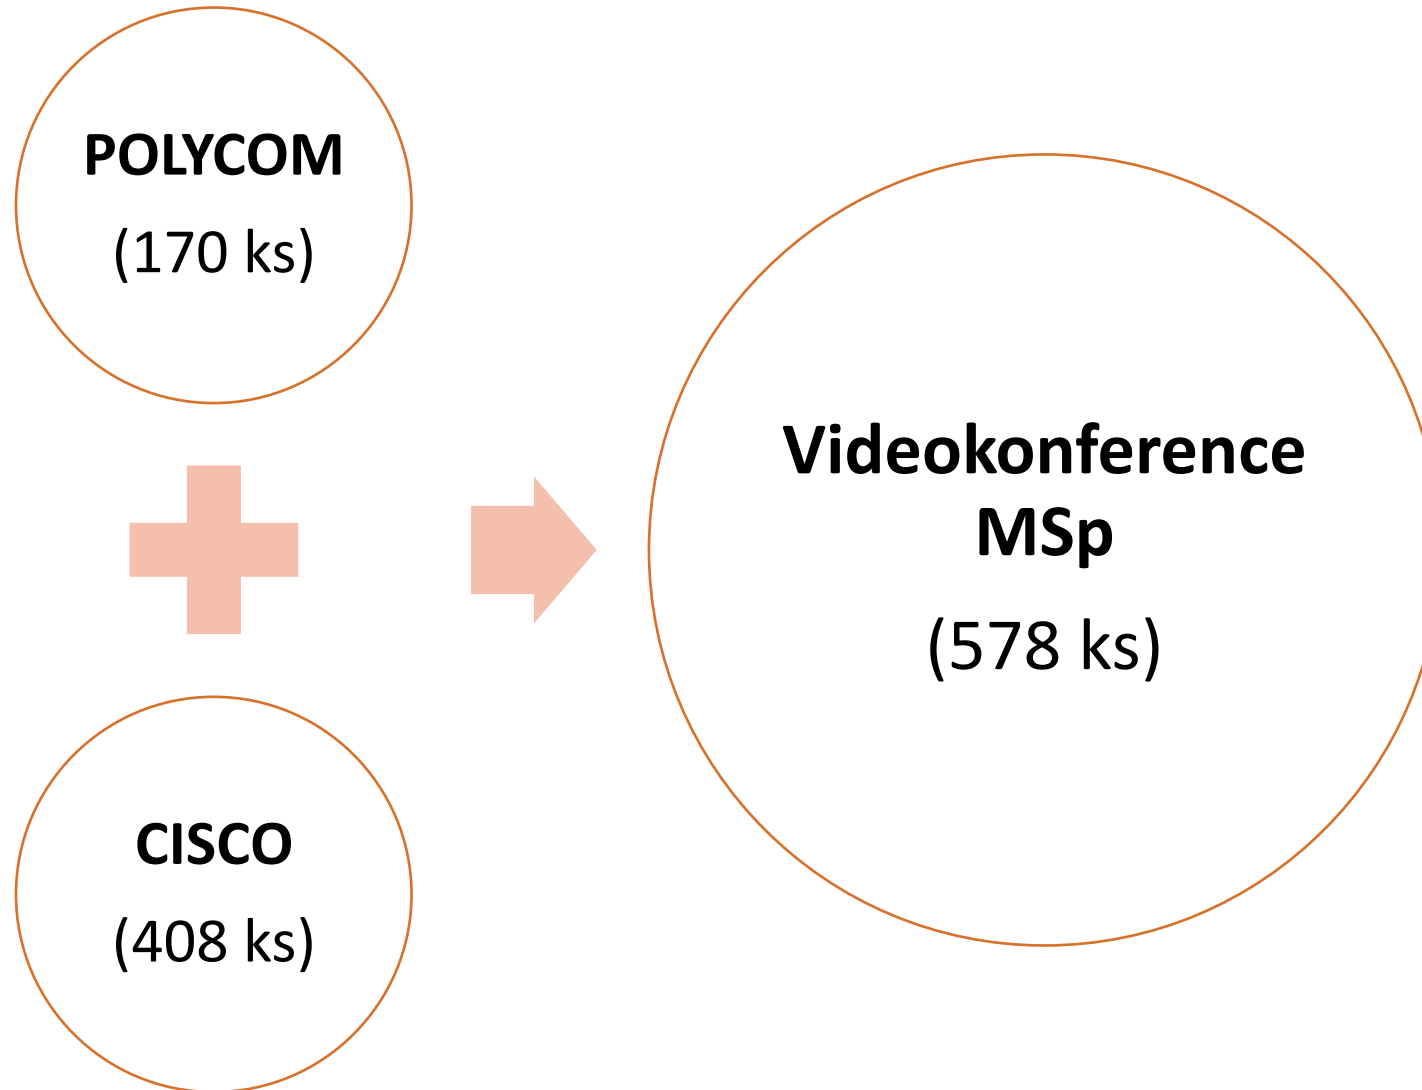 POLYCOM
(170 ks)
CISCO
(408 ks)
Videokonference
MSp
(578 ks)